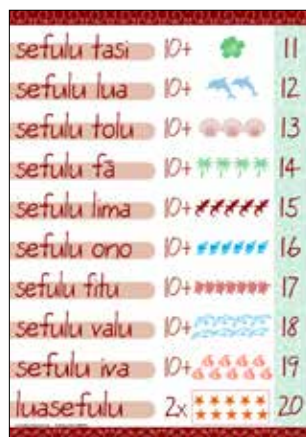 sefulu tasi 10+ 11
sefulu lua 10+ 12
sefulu tolu 10+ 13
sefulu fā 10+ 14
sefulu lima 10+ 15
sefulu ono 10+ 16
sefulu fitu 10+ 17
sefulu valu 10+ 18
sefulu iva 10+ 19
luasefulu 2x 20